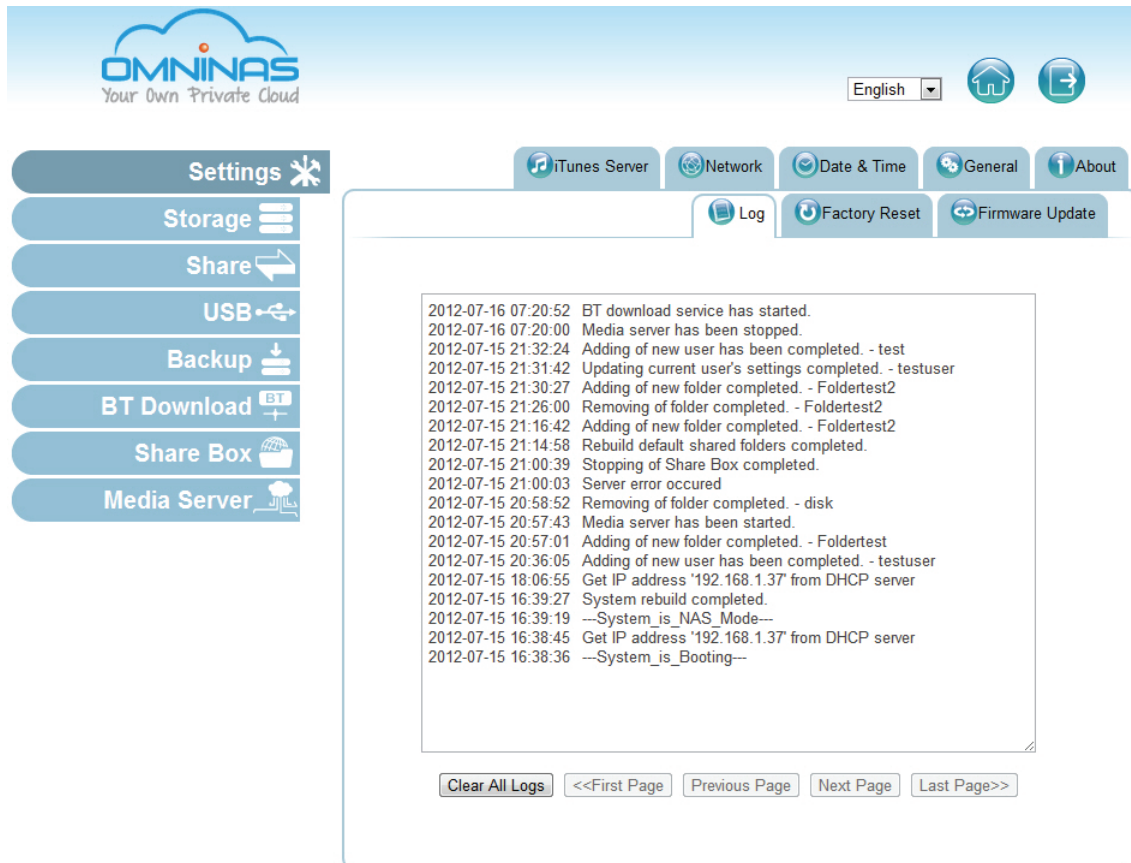 OMNINAS
Your Own Private Cloud
English
Settings
Storage
Share
USB
Backup
BT Download
BT
Share Box
Media Server
iTunes Server
Network
Date & Time
General
About
Log
Factory Reset
Firmware Update
2012-07-16 07:20:52 BT download service has started.
2012-07-16 07:20:00 Media server has been stopped.
2012-07-15 21:32:24 Adding of new user has been completed. - test
2012-07-15 21:31:42 Updating current user's settings completed. - testuser
2012-07-15 21:30:27 Adding of new folder completed. - Foldertest2
2012-07-15 21:26:00 Removing of folder completed. - Foldertest2
2012-07-15 21:16:42 Adding of new folder completed. - Foldertest2
2012-07-15 21:14:58 Rebuild default shared folders completed.
2012-07-15 21:00:39 Stopping of Share Box completed.
2012-07-15 21:00:03 Server error occured
2012-07-15 20:58:52 Removing of folder completed. - disk
2012-07-15 20:57:43 Media server has been started.
2012-07-15 20:57:01 Adding of new folder completed. - Foldertest
2012-07-15 20:36:05 Adding of new user has been completed. - testuser
2012-07-15 18:06:55 Get IP address '192.168.1.37' from DHCP server
2012-07-15 16:39:27 System rebuild completed.
2012-07-15 16:39:19 ---System_is_NAS_Mode---
2012-07-15 16:38:45 Get IP address '192.168.1.37' from DHCP server
2012-07-15 16:38:36 ---System_is_Booting---
Clear All Logs
<<First Page
Previous Page
Next Page
Last Page>>